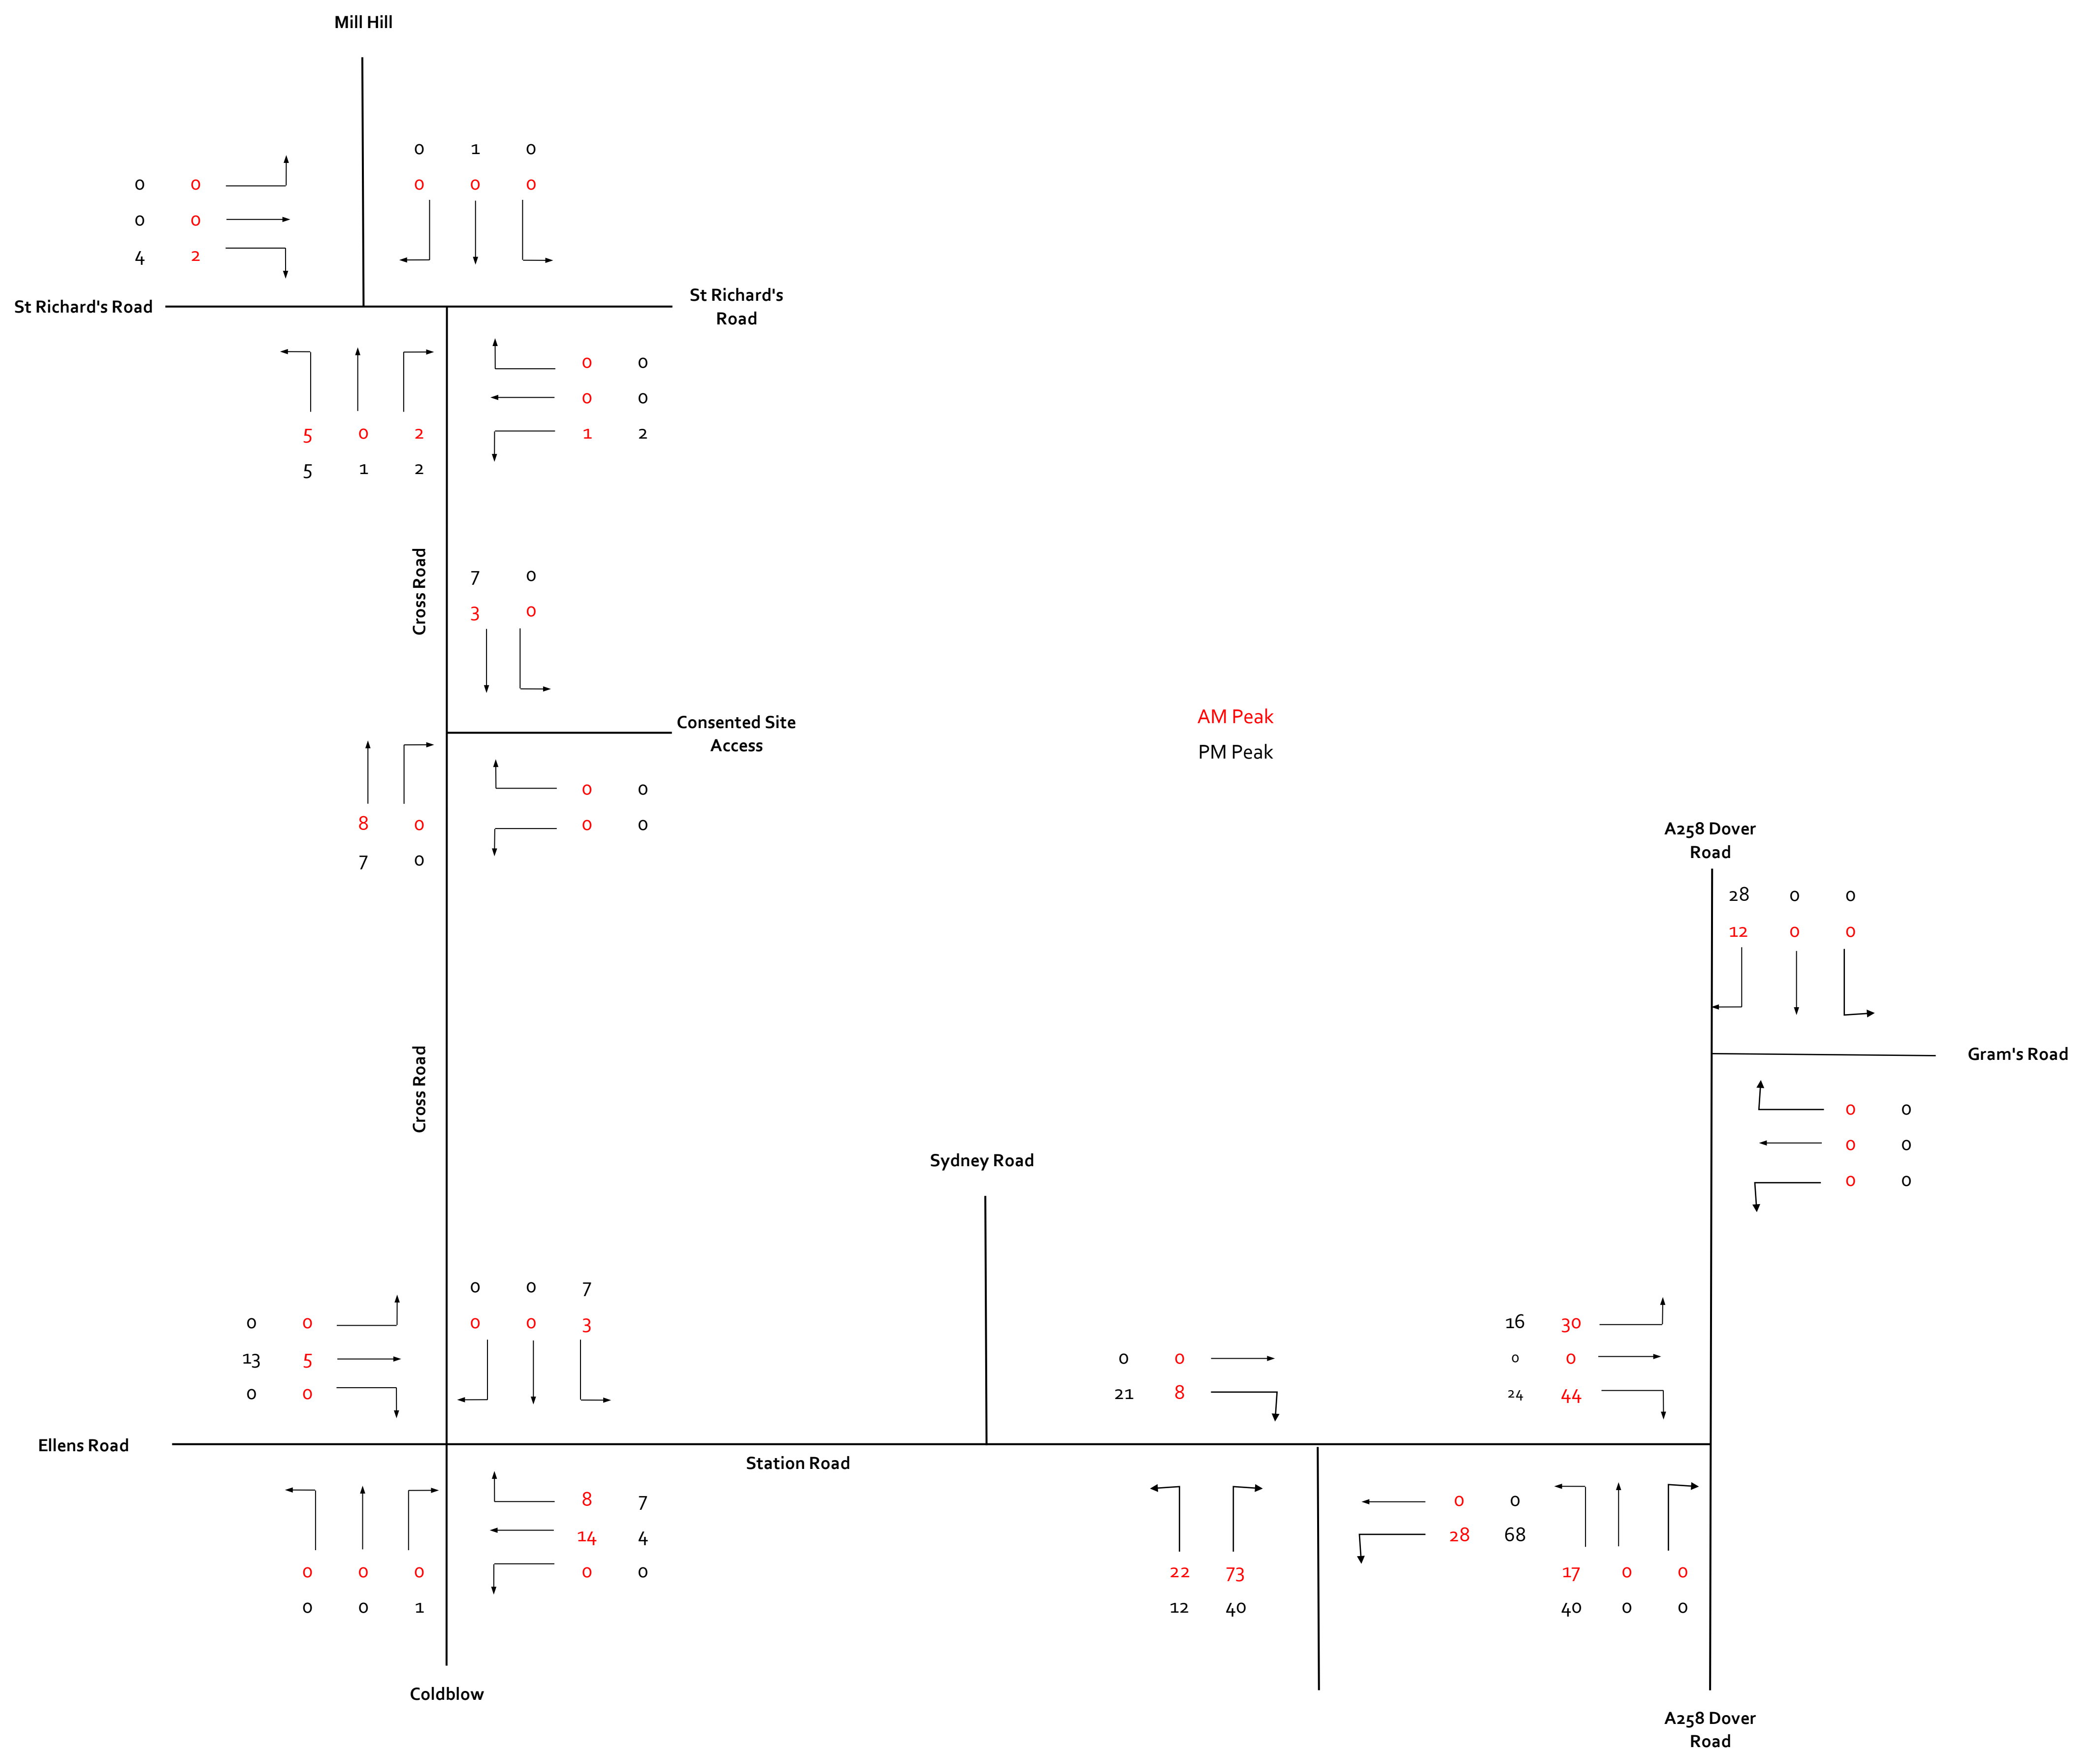 Mill Hill
0 1 0
0 0 0
0 0
0 0
4 2
St Richard's Road
St Richard's
Road
0 0
0 0
1 2
5 0 2
5 1 2
Cross Road
7 0
3 0
Consented Site
Access
0 0
0 0
8 0
7 0
AM Peak
PM Peak
A258 Dover
Road
28 0 0
12 0 0
Gram's Road
0 0
0 0
0 0
Cross Road
Sydney Road
0 0 7
0 0 3
0 0
13 5
0 0
0 0
21 8
16 30
0 0
24 44
Ellens Road
Station Road
8 7
14 4
0 0
0 0 0
0 0 1
22 73
12 40
0 0
28 68
17 0 0
40 0 0
Coldblow
A258 Dover
Road